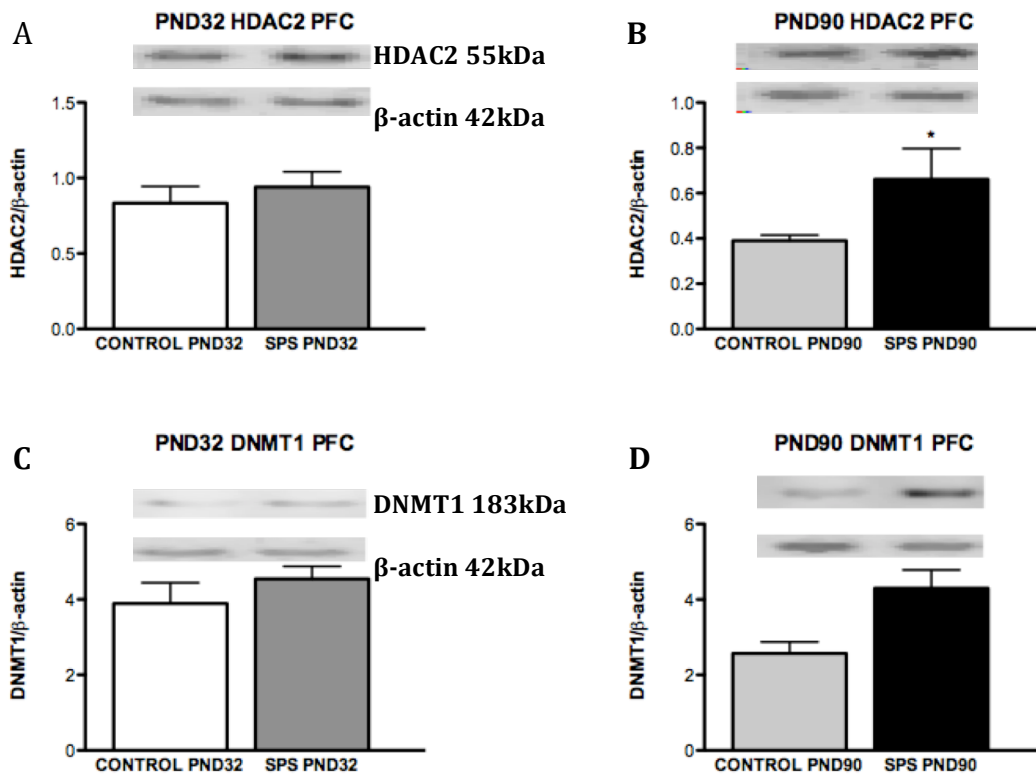 A
PND32 HDAC2 PFC
HDAC2 55kDa
β-actin 42kDa
HDAC2/β-actin
1.5
1.0
0.5
0.0
CONTROL PND32 SPS PND32
B
PND90 HDAC2 PFC
HDAC2/β-actin
1.0
0.8
0.6
0.4
0.2
0.0
*
CONTROL PND90 SPS PND90
C
PND32 DNMT1 PFC
DNMT1 183kDa
β-actin 42kDa
DNMT1/β-actin
6
4
2
0
CONTROL PND32 SPS PND32
D
PND90 DNMT1 PFC
DNMT1/β-actin
6
4
2
0
CONTROL PND90 SPS PND90